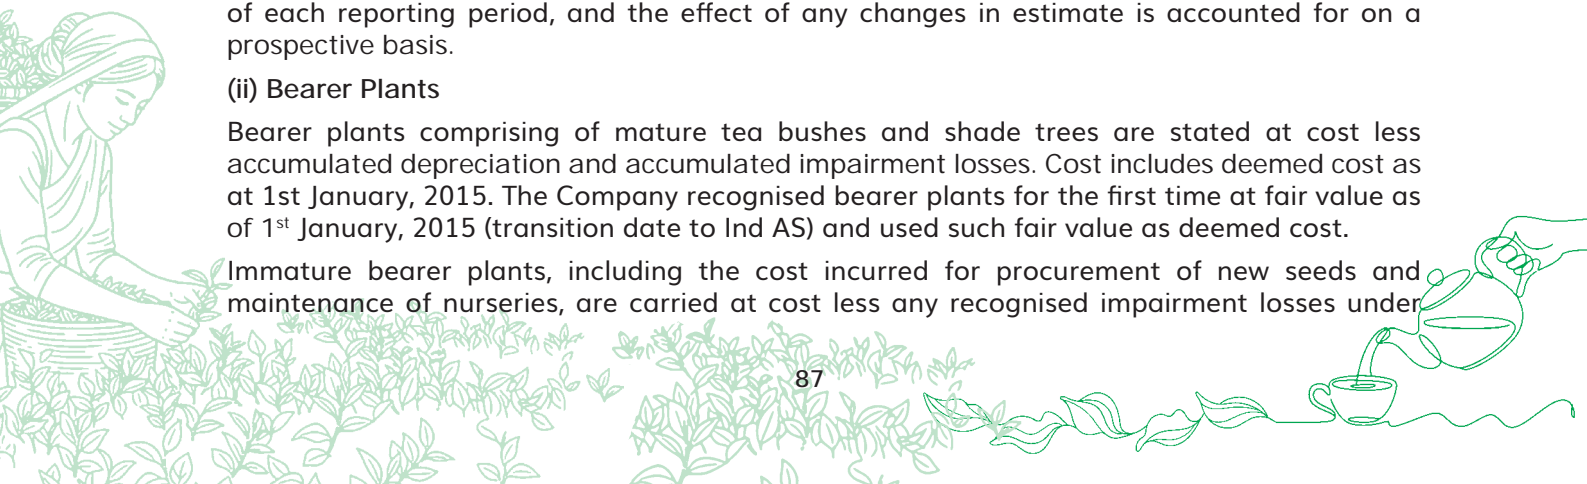 of each reporting period, and the effect of any changes in estimate is accounted for on a
prospective basis.
(ii) Bearer Plants
Bearer plants comprising of mature tea bushes and shade trees are stated at cost less
accumulated depreciation and accumulated impairment losses. Cost includes deemed cost as
at 1st January, 2015. The Company recognised bearer plants for the first time at fair value as
of 1st January, 2015 (transition date to Ind AS) and used such fair value as deemed cost.
Immature bearer plants, including the cost incurred for procurement of new seeds and
maintenance of nurseries, are carried at cost less any recognised impairment losses under
87